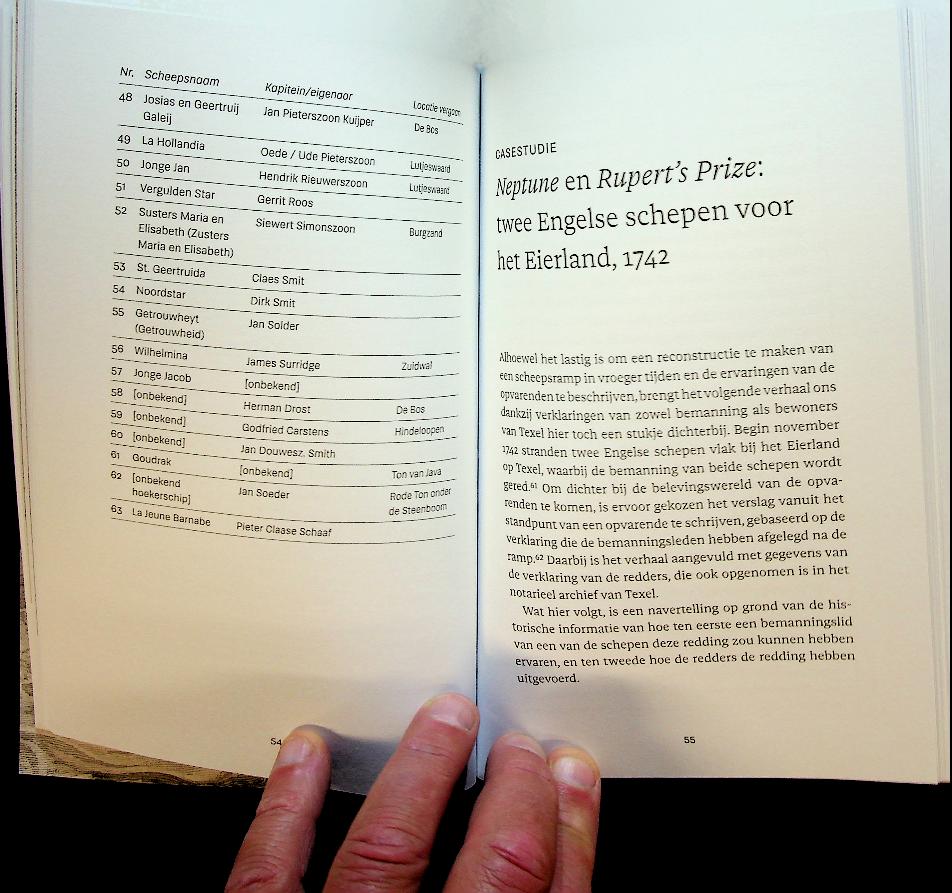 Nr. Scheepsnaam Kapitein/eigenaar Locatie vergaan
48 Josias en Geertruij Jan Pieterszoon Kuijper De Bos
Galeij
49 La Hollandia Oede / Ude Pieterszoon Lutjeswaard
50 Jonge Jan Hendrik Rieuwerszoon Lutjeswaard
51 Vergulden Star Gerrit Roos
52 Susters Maria en Siewert Simonszoon Burgzand
Elisabeth (Zusters
Maria en Elisabeth)
53 St. Geertruida Claes Smit
54 Noordstar Dirk Smit
55 Getrouwheyt Jan Solder
(Getrouwheid)
56 Wilhelmina James Surridge Zuidwal
57 Jonge Jacob [onbekend]
58 [onbekend] Herman Drost De Bos
59 [onbekend] Godfried Carstens Hindeloopen
60 [onbekend] Jan Douwesz. Smith
61 Goudrak [onbekend] Ton van Java
62 [onbekend Jan Soeder Rode Ton onder
hoekerschip] de Steenboom
63 La Jeune Barnabe Pieter Claase Schaaf
54
CASESTUDIE
Neptune en Rupert's Prize:
twee Engelse schepen voor
het Eierland, 1742
Alhoewel het lastig is om een reconstructie te maken van
een scheepsramp in vroeger tijden en de ervaringen van de
opvarenden te beschrijven, brengt het volgende verhaal ons
dankzij verklaringen van zowel bemanning als bewoners
van Texel hier toch een stukje dichterbij. Begin november
1742 stranden twee Engelse schepen vlak bij het Eierland
op Texel, waarbij de bemanning van beide schepen wordt
gered.61 Om dichter bij de belevingswereld van de opva-
renden te komen, is ervoor gekozen het verslag vanuit het
standpunt van een opvarende te schrijven, gebaseerd op de
verklaring die de bemanningsleden hebben afgelegd na de
ramp.62 Daarbij is het verhaal aangevuld met gegevens van
de verklaring van de redders, die ook opgenomen is in het
notarieel archief van Texel.
Wat hier volgt, is een navertelling op grond van de his-
torische informatie van hoe ten eerste een bemanningslid
van een van de schepen deze redding zou kunnen hebben
ervaren, en ten tweede hoe de redders de redding hebben
uitgevoerd.
55